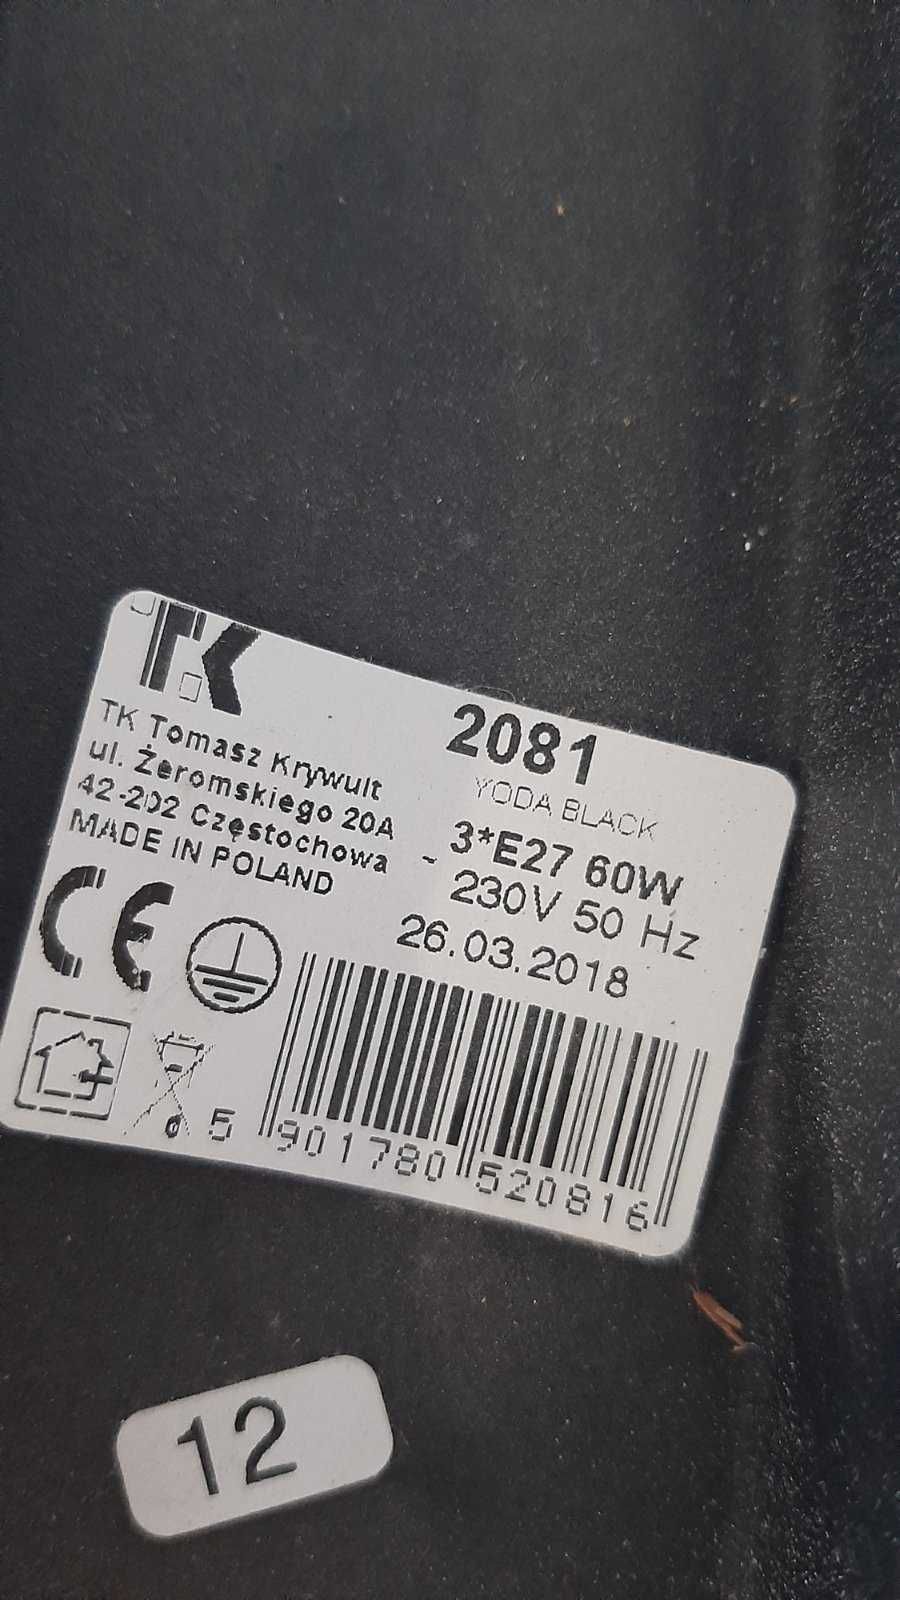 TK
TK Tomasz Krywult
ul. Żeromskiego 20A
42-202 Częstochowa
MADE IN POLAND
2081
YODA BLACK
- 3*E27 60W
230V 50 Hz
26.03.2018
CE
5 901780 520816
12